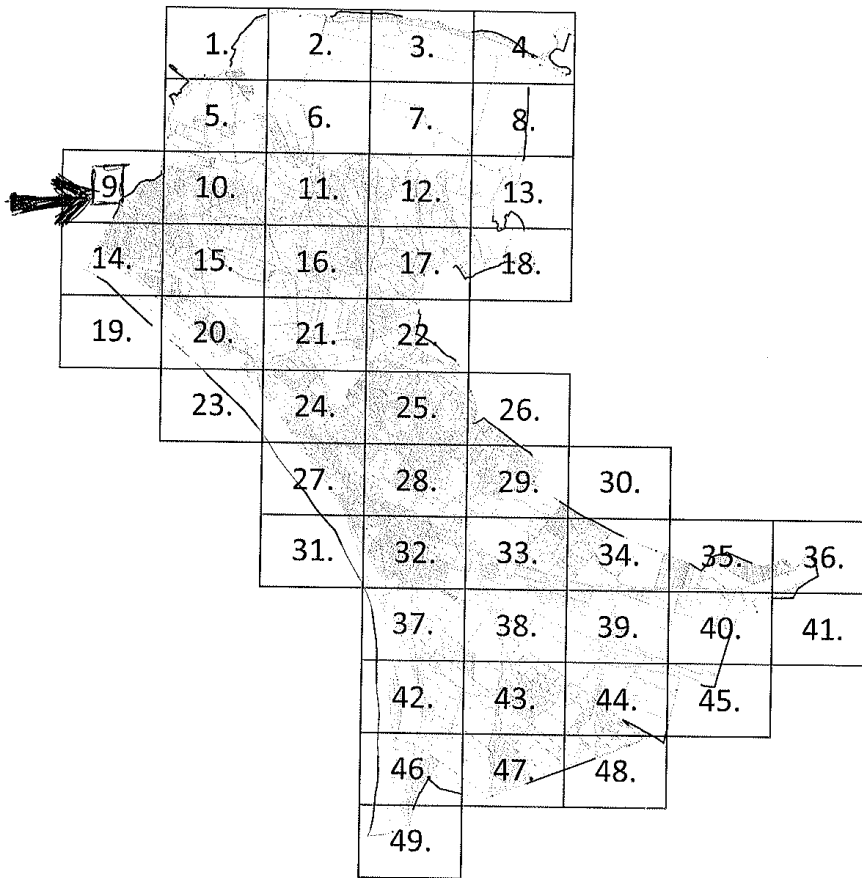 1. 2. 3. 4.
5. 6. 7. 8.
9 10. 11. 12. 13.
14. 15. 16. 17. 18.
19. 20. 21. 22.
23. 24. 25. 26.
27. 28. 29. 30.
31. 32. 33. 34. 35. 36.
37. 38. 39. 40. 41.
42. 43. 44. 45.
46. 47. 48.
49.